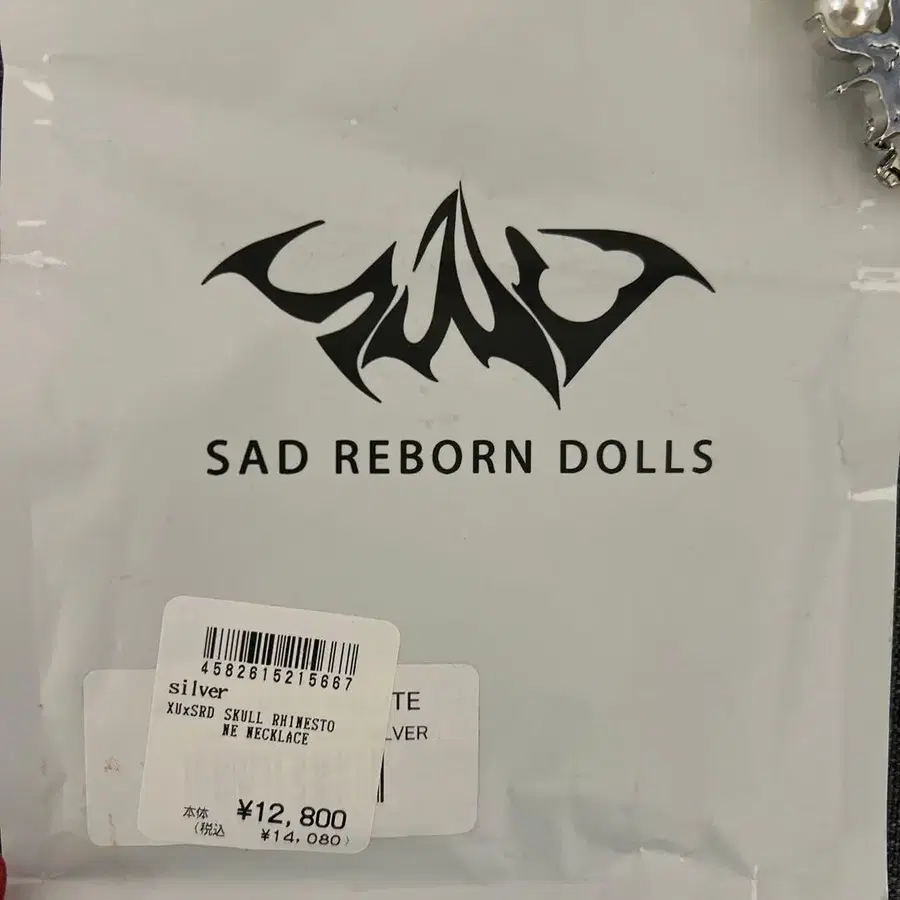 SAD REBORN DOLLS
4582615215667
silver
XUxSRD SKULL RHINESTO
NE NECKLACE
TE
LVER
本体 ¥12,800
(税込 ¥14,080)